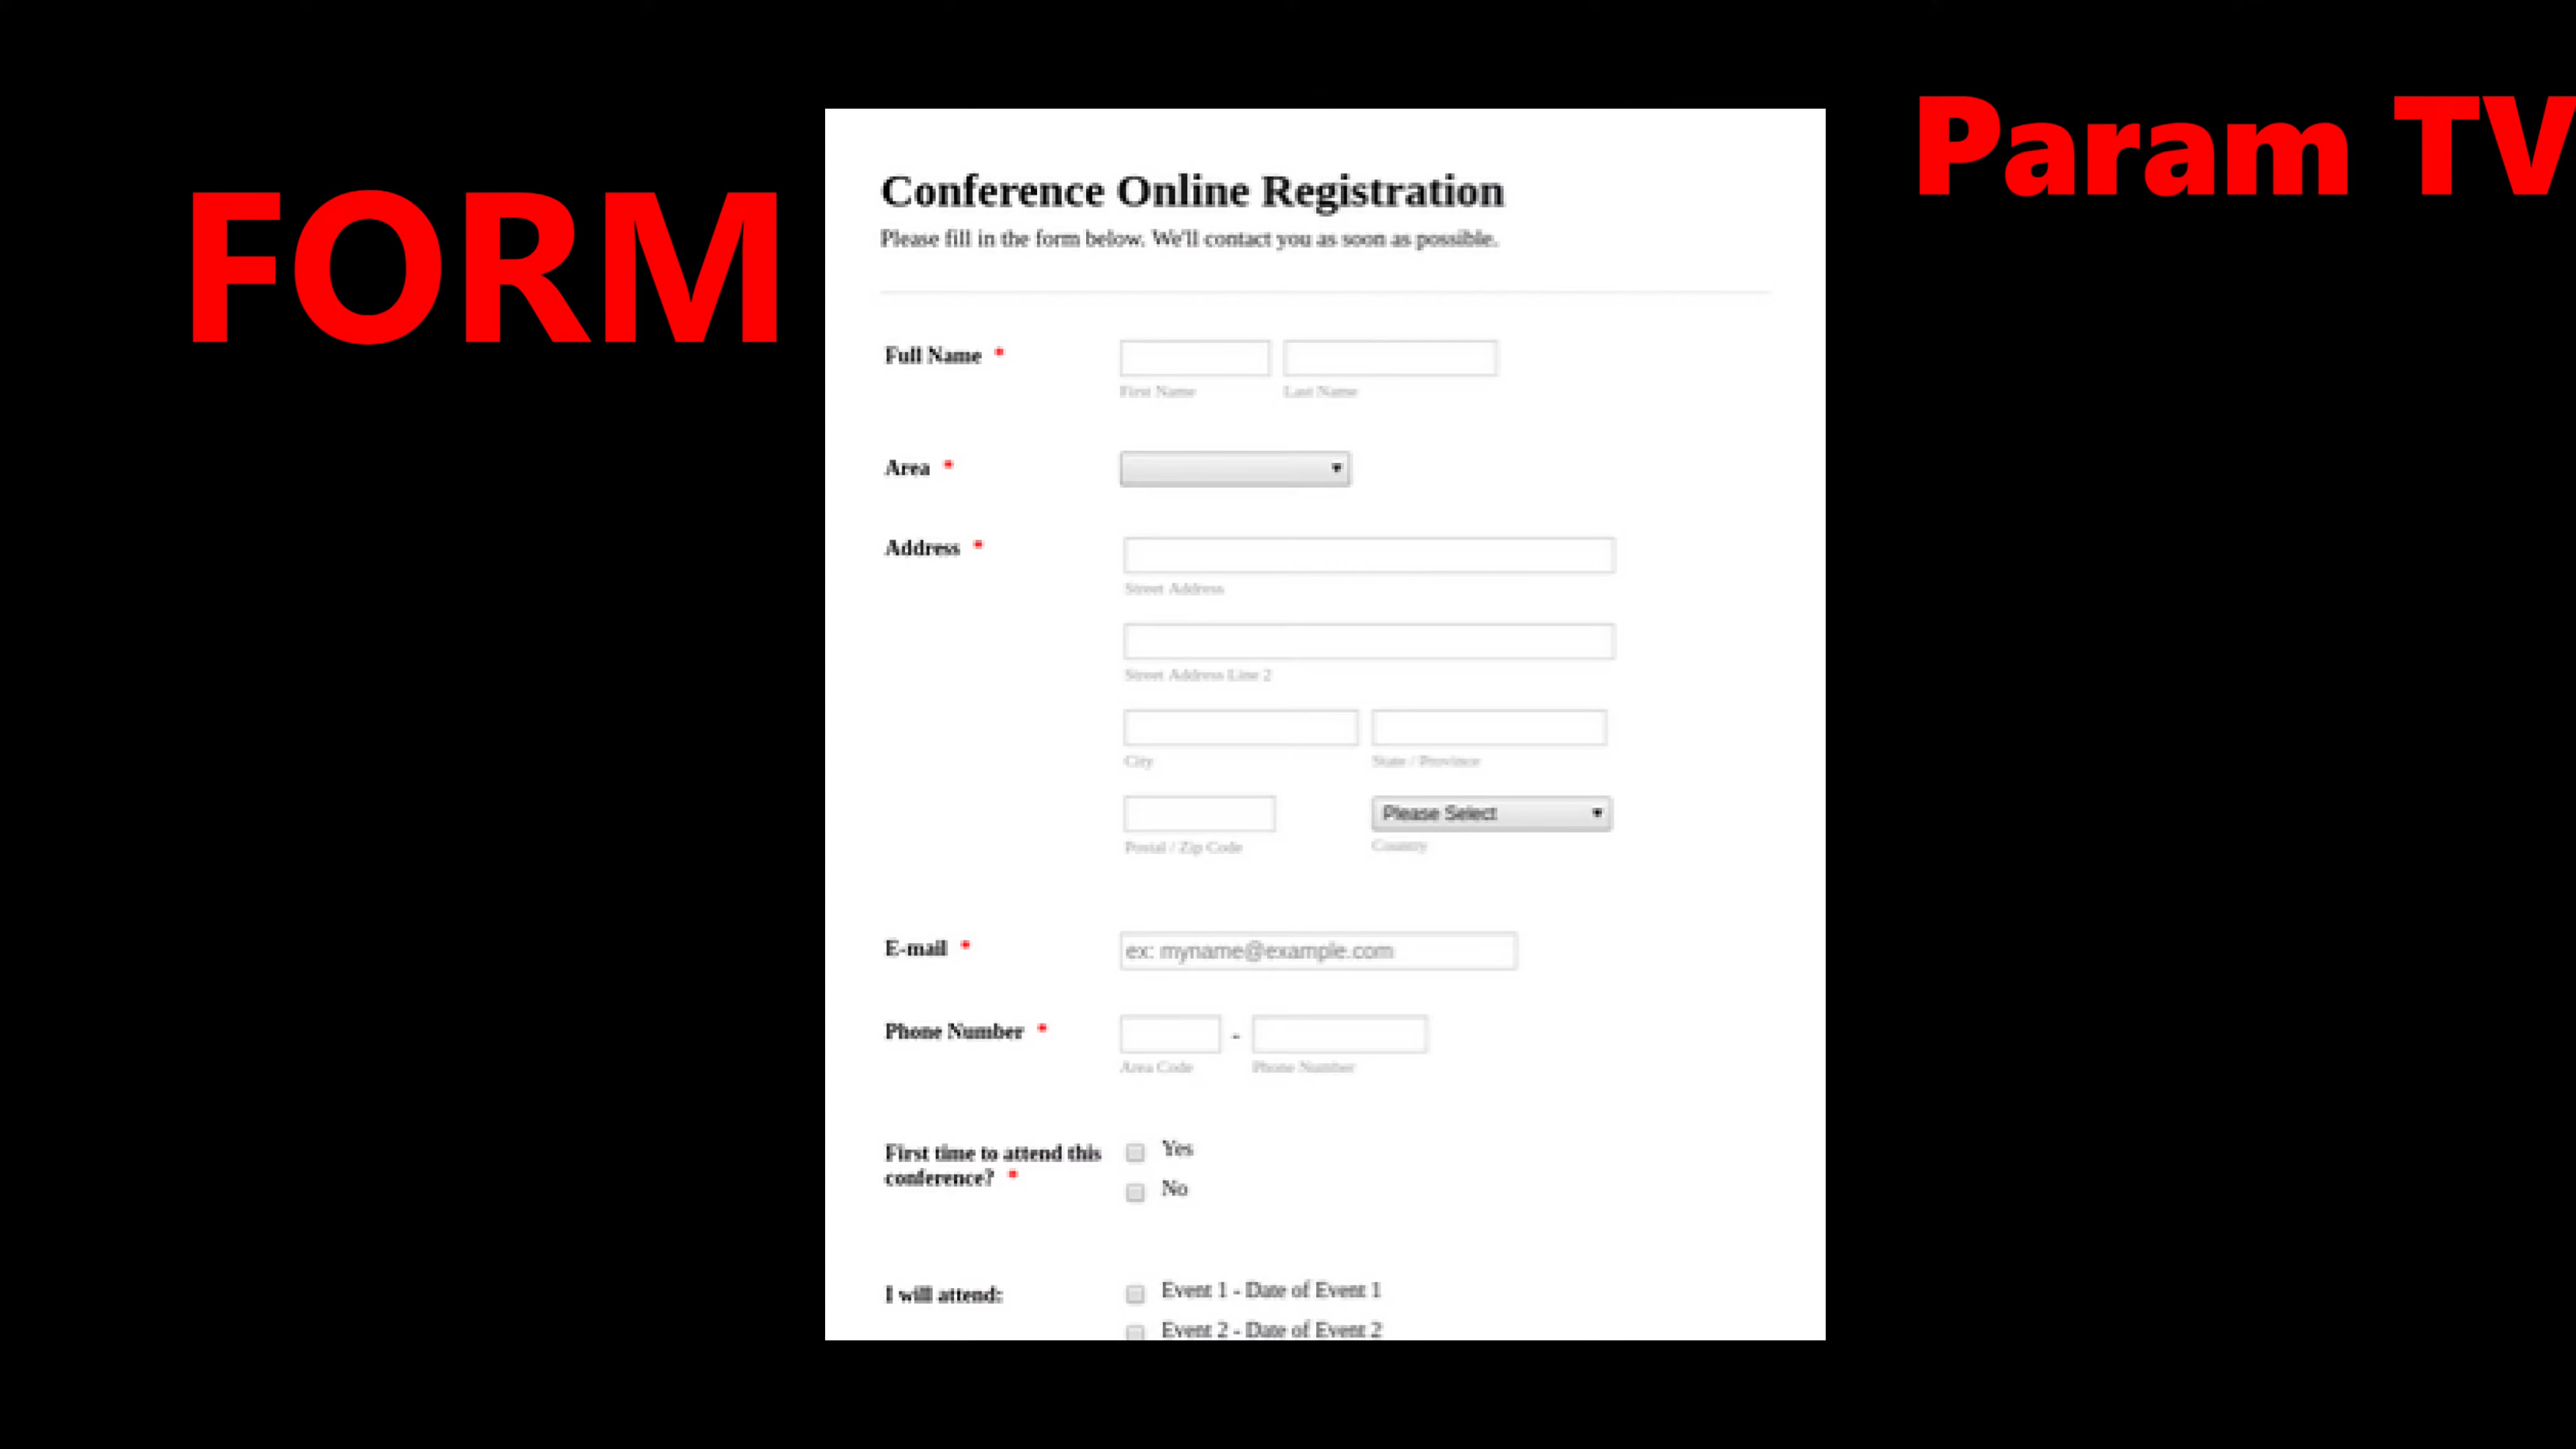 Param TV
FORM
Conference Online Registration
Please fill in the form below. We'll contact you as soon as possible.
Full Name *
First Name Last Name
Area *
Address *
Street Address
Street Address Line 2
City State / Province
Please Select
Postal / Zip Code Country
E-mail * ex: myname@example.com
Phone Number * -
Area Code Phone Number
First time to attend this Yes
conference? * No
I will attend: Event 1 - Date of Event 1
Event 2 - Date of Event 2